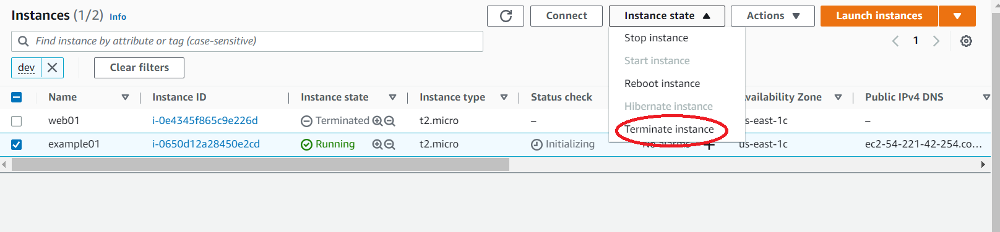 Instances (1/2) Info
Connect
Instance state
Actions
Launch instances
Find instance by attribute or tag (case-sensitive)
1
dev
Clear filters
Stop instance
Start instance
Reboot instance
Hibernate instance
Terminate instance
Name Instance ID Instance state Instance type Status check vailability Zone Public IPv4 DNS
web01 i-0e4345f865c9e226d Terminated t2.micro – s-east-1c –
example01 i-0650d12a28450e2cd Running t2.micro Initializing No alarms + us-east-1c ec2-54-221-42-254.co...